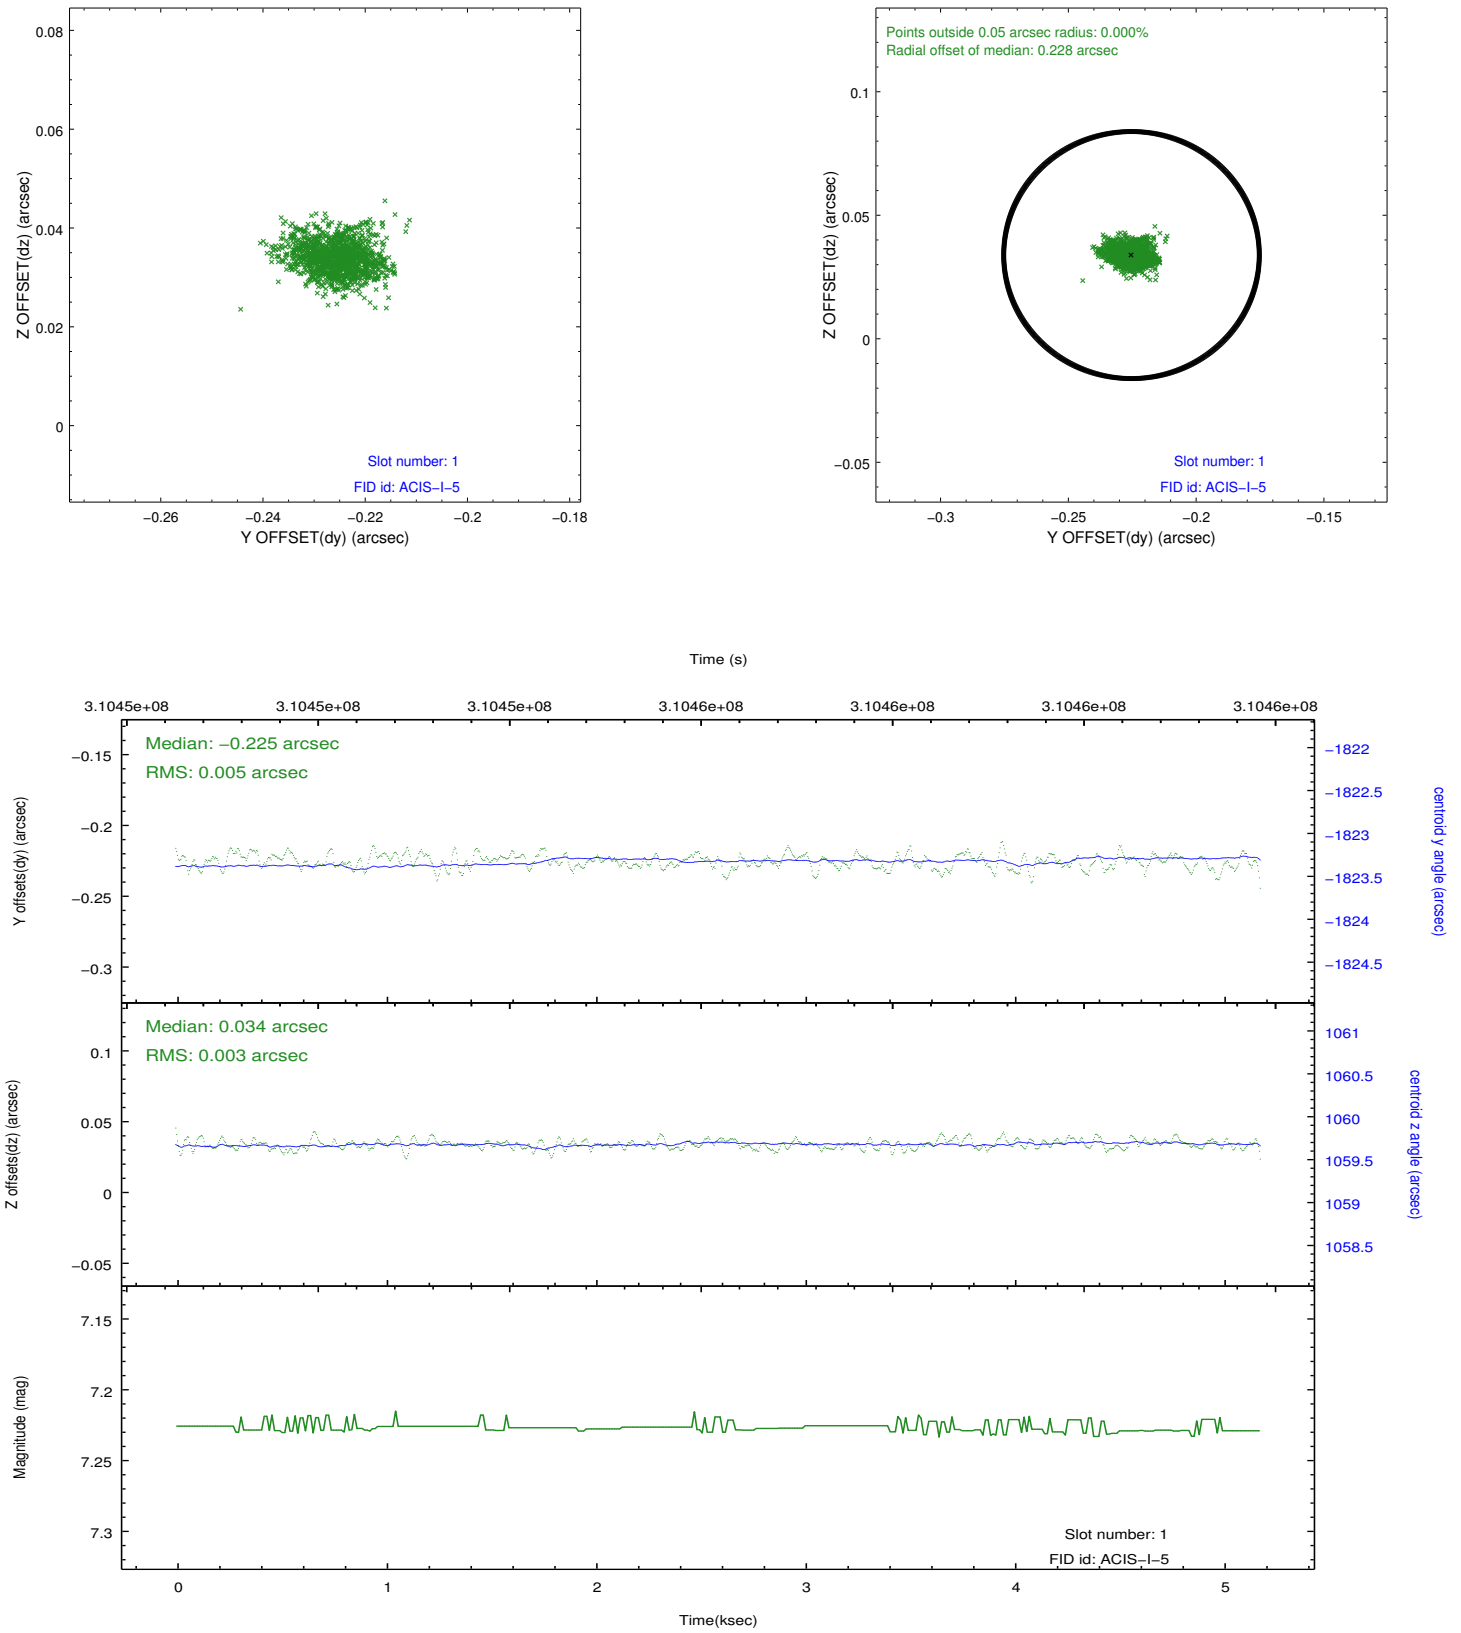 0.08
0.06
0.04
0.02
0
Z OFFSET(dz) (arcsec)
Slot number: 1
FID id: ACIS−I−5
−0.26 −0.24 −0.22 −0.2 −0.18
Y OFFSET(dy) (arcsec)
Points outside 0.05 arcsec radius: 0.000%
Radial offset of median: 0.228 arcsec
0.1
0.05
0
−0.05
Z OFFSET(dz) (arcsec)
Slot number: 1
FID id: ACIS−I−5
−0.3 −0.25 −0.2 −0.15
Y OFFSET(dy) (arcsec)
Time (s)
3.1045e+08 3.1045e+08 3.1045e+08 3.1046e+08 3.1046e+08 3.1046e+08 3.1046e+08
Median: −0.225 arcsec
RMS: 0.005 arcsec
−0.15
−0.2
−0.25
−0.3
Y offsets(dy) (arcsec)
−1822
−1822.5
−1823
−1823.5
−1824
−1824.5
centroid y angle (arcsec)
Median: 0.034 arcsec
RMS: 0.003 arcsec
0.1
0.05
0
−0.05
Z offsets(dz) (arcsec)
1061
1060.5
1060
1059.5
1059
1058.5
centroid z angle (arcsec)
7.15
7.2
7.25
7.3
Magnitude (mag)
Slot number: 1
FID id: ACIS−I−5
0 1 2 3 4 5
Time(ksec)